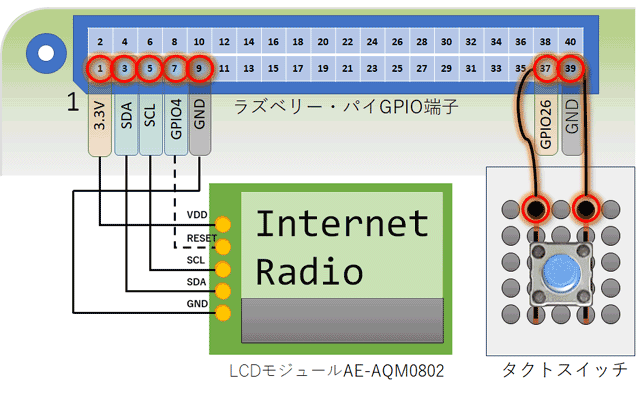 2 4 6 8 10 12 14 16 18 20 22 24 26 28 30 32 34 36 38 40
1 3 5 7 9 11 13 15 17 19 21 23 25 27 29 31 33 35 37 39
1
3.3V
SDA
SCL
GPIO4
GND
ラズベリー・パイGPIO端子
GPIO26
GND
VDD
RESET
SCL
SDA
GND
Internet
Radio
LCDモジュールAE-AQM0802
タクトスイッチ